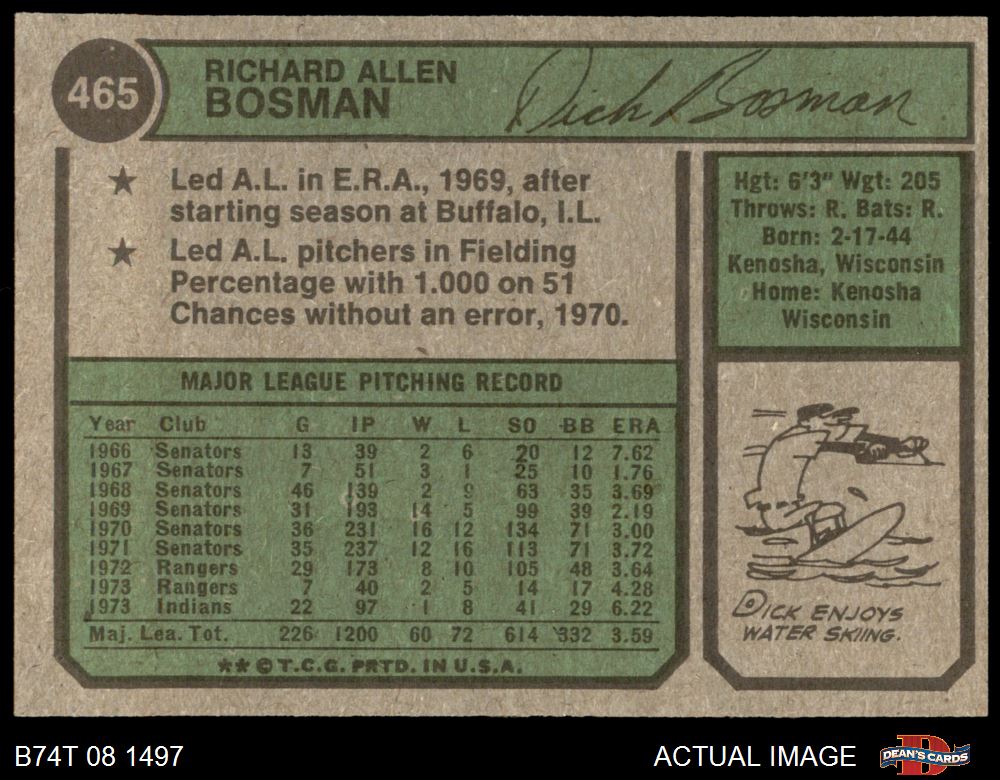 465
RICHARD ALLEN
BOSMAN
Dick Bosman
★ Led A.L. in E.R.A., 1969, after
starting season at Buffalo, I.L.
★ Led A.L. pitchers in Fielding
Percentage with 1.000 on 51
Chances without an error, 1970.
Hgt: 6'3" Wgt: 205
Throws: R. Bats: R.
Born: 2-17-44
Kenosha, Wisconsin
Home: Kenosha
Wisconsin
MAJOR LEAGUE PITCHING RECORD
Year Club G IP W L SO BB ERA
1966 Senators 13 39 2 6 20 12 7.62
1967 Senators 7 51 3 1 25 10 1.76
1968 Senators 46 139 2 9 63 35 3.69
1969 Senators 31 193 14 5 99 39 2.19
1970 Senators 36 231 16 12 134 71 3.00
1971 Senators 35 237 12 16 113 71 3.72
1972 Rangers 29 173 8 10 105 48 3.64
1973 Rangers 7 40 2 5 14 17 4.28
1973 Indians 22 97 1 8 41 29 6.22
Maj. Lea. Tot. 226 1200 60 72 614 332 3.59
★★ © T.C.G. PRTD. IN U.S.A.
DICK ENJOYS
WATER SKIING.
B74T 08 1497
ACTUAL IMAGE
D
DEAN'S CARDS